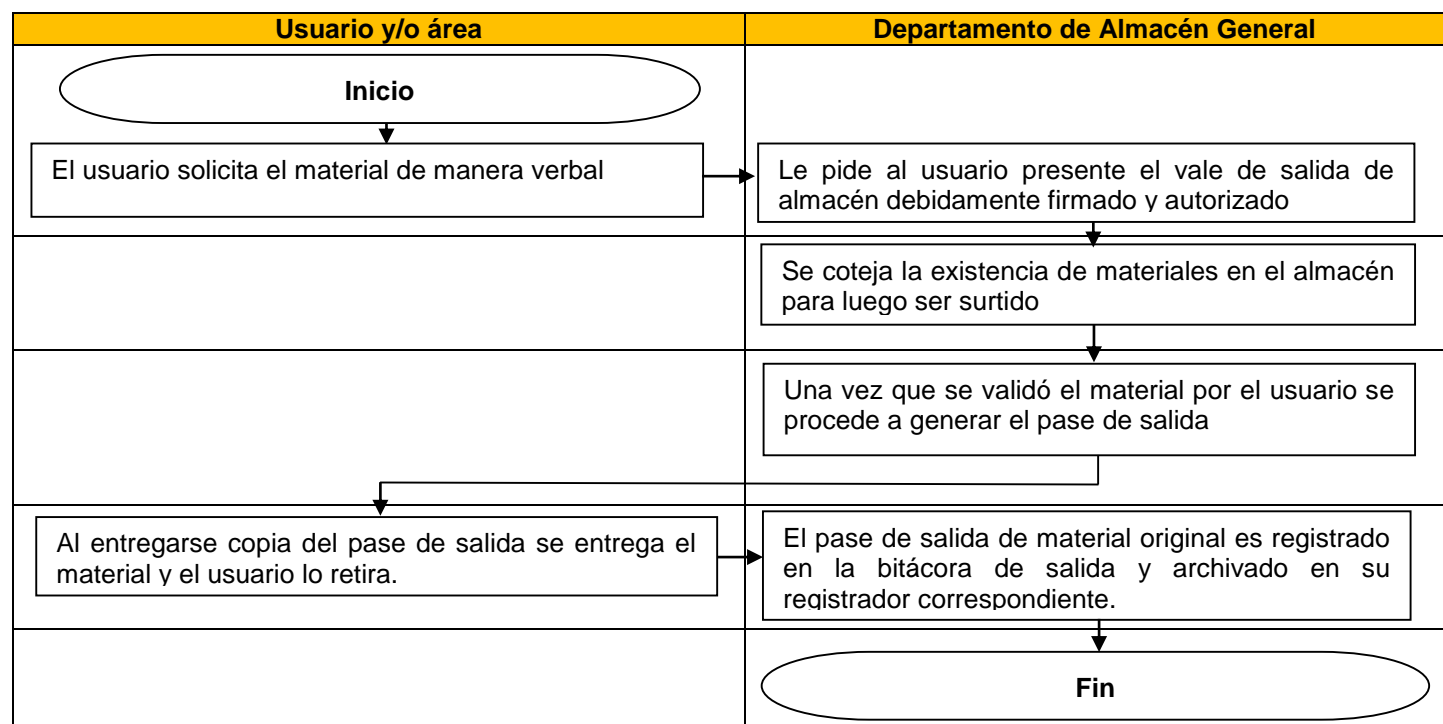 Usuario y/o área
Departamento de Almacén General
Inicio
El usuario solicita el material de manera verbal
Le pide al usuario presente el vale de salida de
almacén debidamente firmado y autorizado
Se coteja la existencia de materiales en el almacén
para luego ser surtido
Una vez que se validó el material por el usuario se
procede a generar el pase de salida
Al entregarse copia del pase de salida se entrega el
material y el usuario lo retira.
El pase de salida de material original es registrado
en la bitácora de salida y archivado en su
registrador correspondiente.
Fin